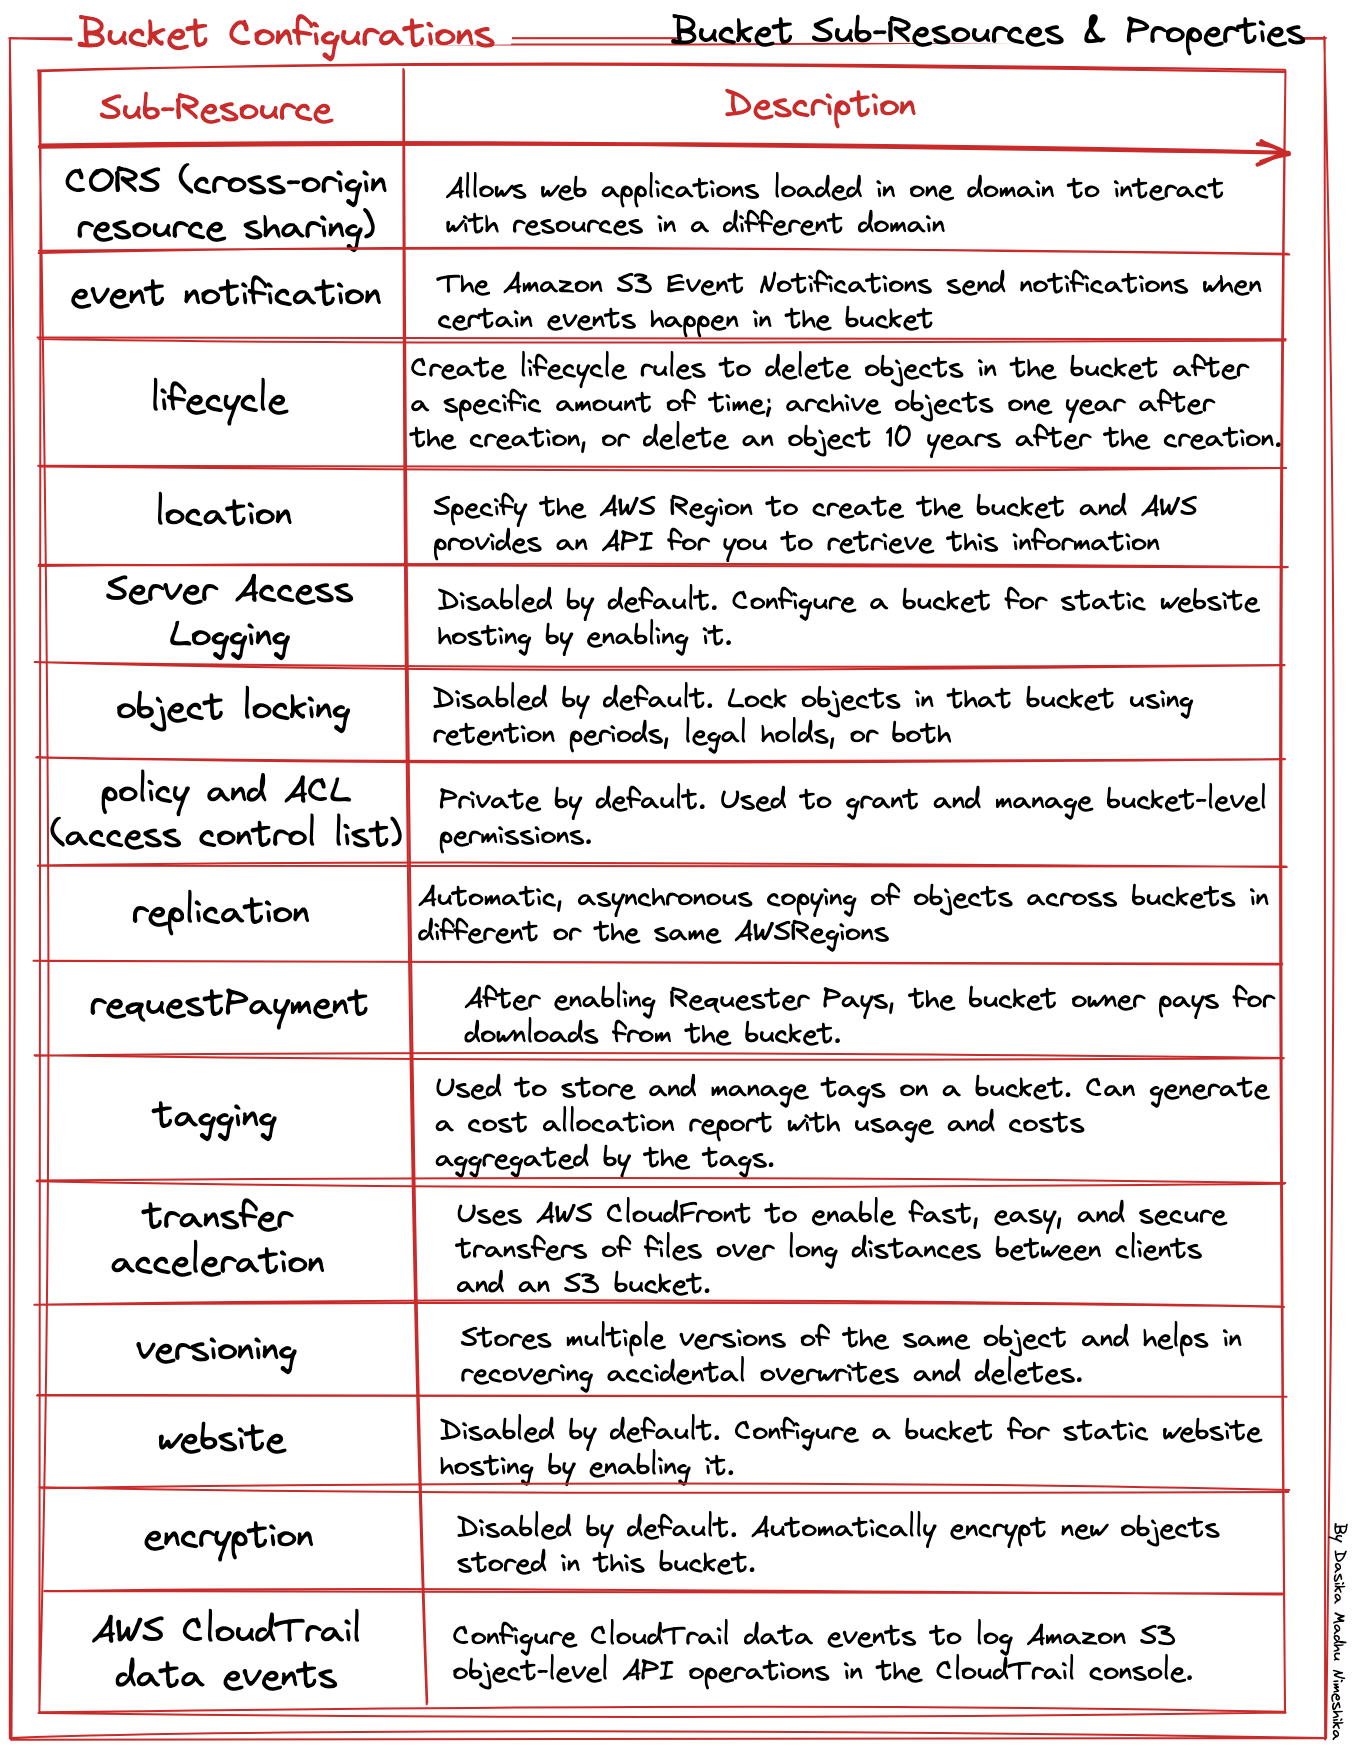 Bucket Configurations
Bucket Sub-Resources & Properties
Sub-Resource
Description
CORS (cross-origin
resource sharing)
Allows web applications loaded in one domain to interact
with resources in a different domain
event notification
The Amazon S3 Event Notifications send notifications when
certain events happen in the bucket
lifecycle
Create lifecycle rules to delete objects in the bucket after
a specific amount of time; archive objects one year after
the creation, or delete an object 10 years after the creation.
location
Specify the AWS Region to create the bucket and AWS
provides an API for you to retrieve this information
Server Access
Logging
Disabled by default. Configure a bucket for static website
hosting by enabling it.
object locking
Disabled by default. Lock objects in that bucket using
retention periods, legal holds, or both
policy and ACL
(access control list)
Private by default. Used to grant and manage bucket-level
permissions.
replication
Automatic, asynchronous copying of objects across buckets in
different or the same AWSRegions
requestPayment
After enabling Requester Pays, the bucket owner pays for
downloads from the bucket.
tagging
Used to store and manage tags on a bucket. Can generate
a cost allocation report with usage and costs
aggregated by the tags.
transfer
acceleration
Uses AWS CloudFront to enable fast, easy, and secure
transfers of files over long distances between clients
and an S3 bucket.
versioning
Stores multiple versions of the same object and helps in
recovering accidental overwrites and deletes.
website
Disabled by default. Configure a bucket for static website
hosting by enabling it.
encryption
Disabled by default. Automatically encrypt new objects
stored in this bucket.
AWS CloudTrail
data events
Configure CloudTrail data events to log Amazon S3
object-level API operations in the CloudTrail console.
By Dasika Madhu Nimeshika